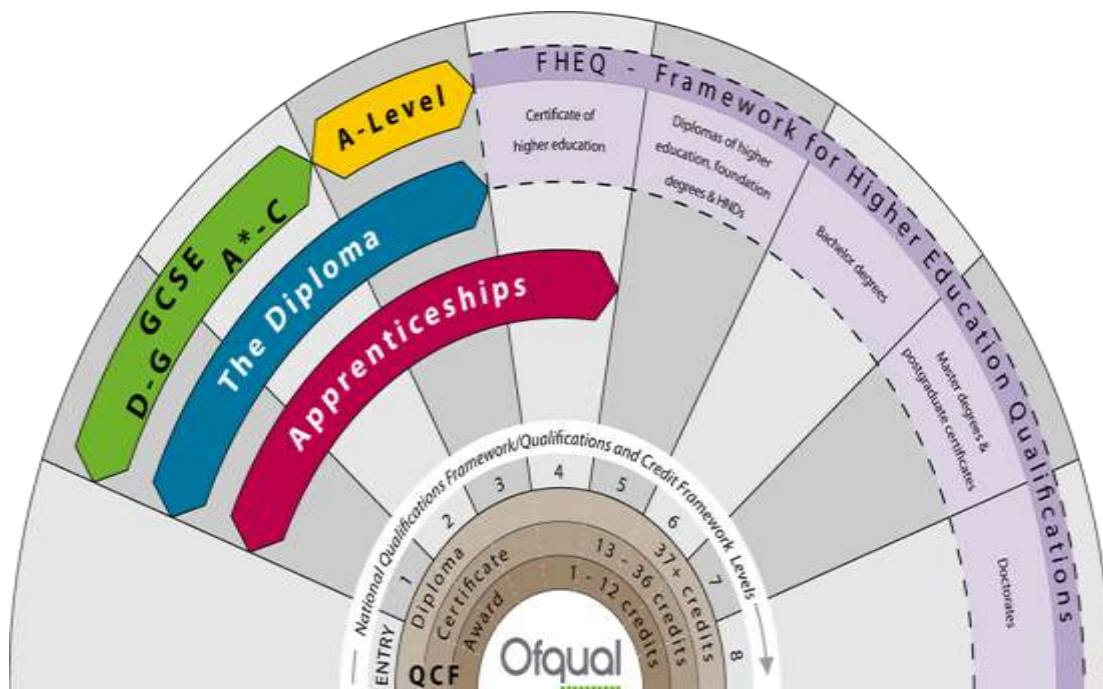 A-Level
GCSE
D-G A*-C
The Diploma
Apprenticeships
FHEQ - Framework for Higher Education Qualifications
Certificate of
higher education
Diplomas of higher
education, foundation
degrees & HNDs
Bachelor degrees
Master degrees &
postgraduate certificates
Doctorates
National Qualifications Framework/Qualifications and Credit Framework Levels
ENTRY
1
2
3
4
5
6
7
8
Diploma 37+ credits
Certificate 13 - 36 credits
Award 1 - 12 credits
QCF
Ofqual